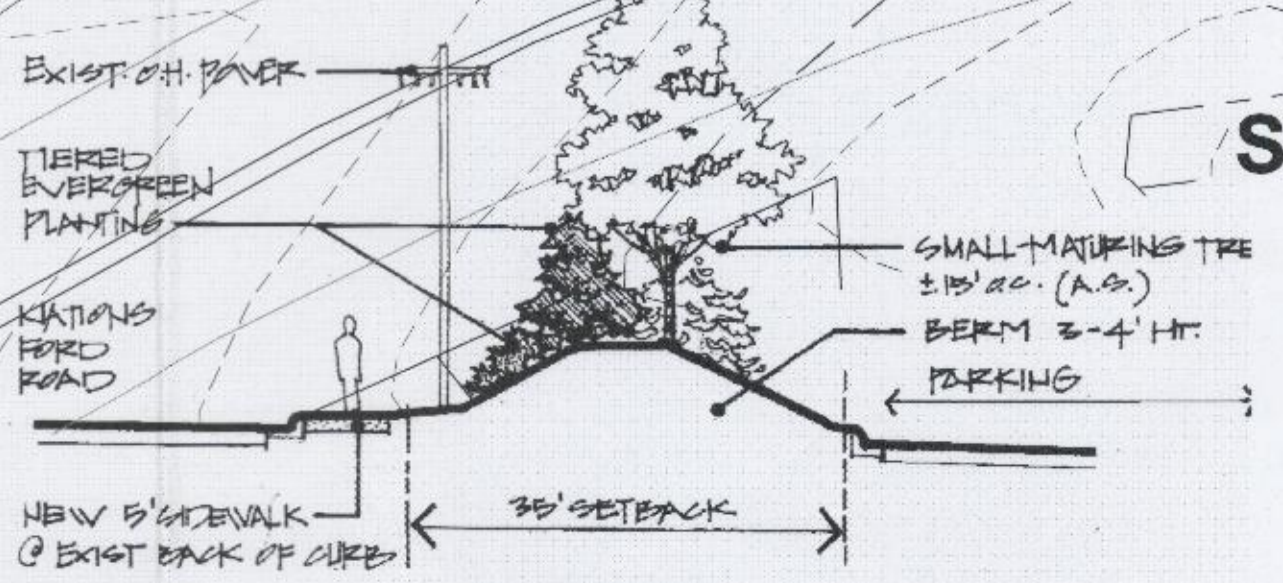 EXIST. O.H. POWER
TIERED
EVERGREEN
PLANTING
NATIONS
FORD
ROAD
NEW 5' SIDEWALK
@ EXIST BACK OF CURB
35' SETBACK
S
SMALL-MATURING TRE
±15' O.C. (A.S.)
BERM 3-4' HT.
PARKING